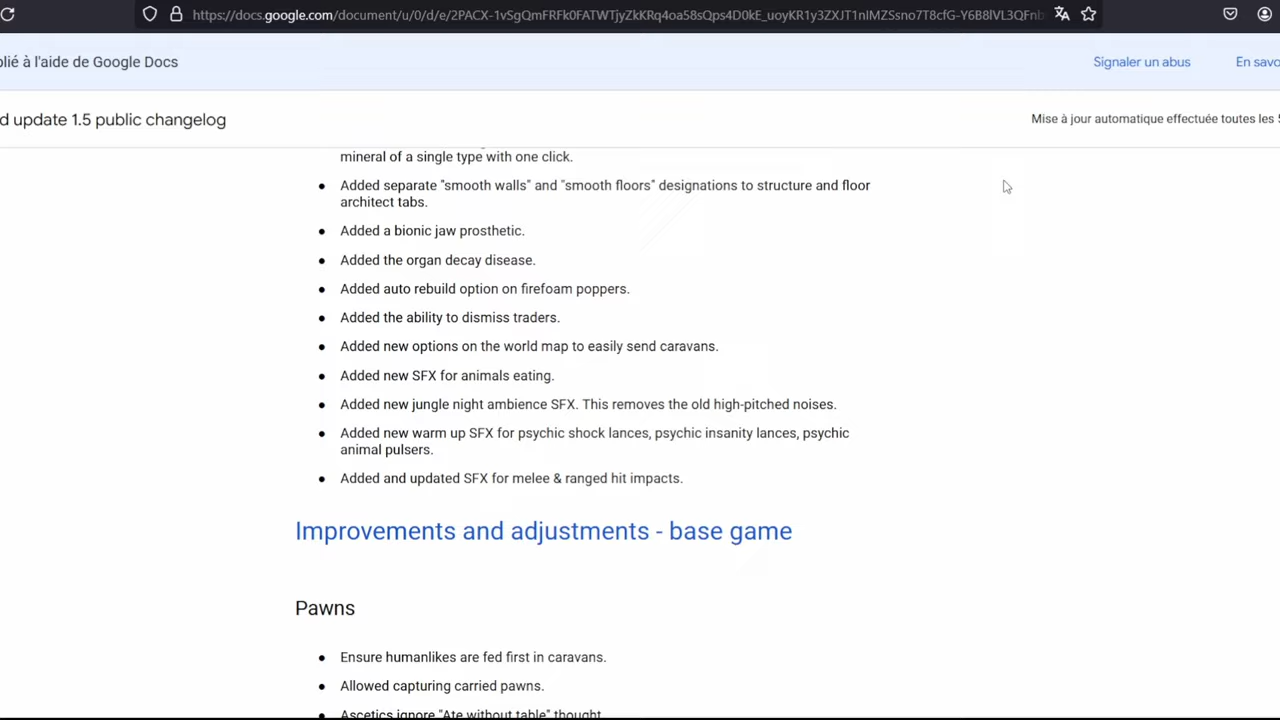 https://docs.google.com/document/u/0/d/e/2PACX-1vSgQmFRFk0FATWTjyZkKRq4oa58sQps4D0kE_uoyKR1y3ZXJT1nIMZSsno7T8cfG-Y6B8lVL3QFnb
plié à l'aide de Google Docs
Signaler un abus
En savo
d update 1.5 public changelog
Mise à jour automatique effectuée toutes les 5
mineral of a single type with one click.
● Added separate "smooth walls" and "smooth floors" designations to structure and floor
architect tabs.
● Added a bionic jaw prosthetic.
● Added the organ decay disease.
● Added auto rebuild option on firefoam poppers.
● Added the ability to dismiss traders.
● Added new options on the world map to easily send caravans.
● Added new SFX for animals eating.
● Added new jungle night ambience SFX. This removes the old high-pitched noises.
● Added new warm up SFX for psychic shock lances, psychic insanity lances, psychic
animal pulsers.
● Added and updated SFX for melee & ranged hit impacts.
Improvements and adjustments - base game
Pawns
● Ensure humanlikes are fed first in caravans.
● Allowed capturing carried pawns.
● Ascetics ignore "Ate without table" thought.